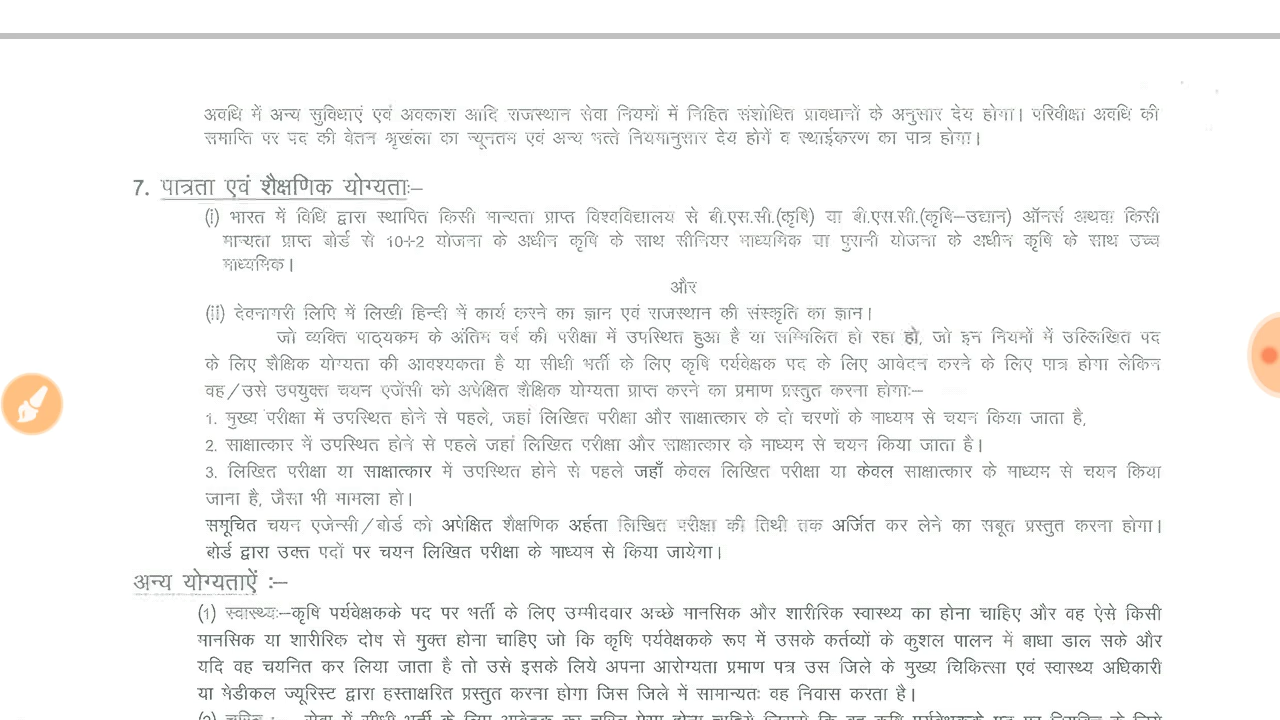 अवधि में अन्य सुविधाएं एवं अवकाश आदि राजस्थान सेवा नियमों में निहित संशोधित प्रावधानों के अनुसार देय होगा। परिवीक्षा अवधि की
समाप्ति पर पद की वेतन श्रृखंला का न्यूनतम एवं अन्य भत्ते नियमानुसार देय होगें व स्थाईकरण का पात्र होगा।
7. पात्रता एवं शैक्षणिक योग्यताः–
(i) भारत में विधि द्वारा स्थापित किसी मान्यता प्राप्त विश्वविद्यालय से बी.एस.सी.(कृषि) या बी.एस.सी.(कृषि–उद्यान) ऑनर्स अथवा किसी
मान्यता प्राप्त बोर्ड से 10÷2 योजना के अधीन कृषि के साथ सीनियर माध्यमिक या पुरानी योजना के अधीन कृषि के साथ उच्च
माध्यमिक।
और
(ii) देवनागरी लिपि में लिखी हिन्दी में कार्य करने का ज्ञान एवं राजस्थान की संस्कृति का ज्ञान।
जो व्यक्ति पाठ्यकम के अंतिम वर्ष की परीक्षा में उपस्थित हुआ है या सम्मिलित हो रहा हो, जो इन नियमों में उल्लिखित पद
के लिए शैक्षिक योग्यता की आवश्यकता है या सीधी भर्ती के लिए कृषि पर्यवेक्षक पद के लिए आवेदन करने के लिए पात्र होगा लेकिन
वह/उसे उपयुक्त चयन एजेंसी को अपेक्षित शैक्षिक योग्यता प्राप्त करने का प्रमाण प्रस्तुत करना होगाः–
1. मुख्य परीक्षा में उपस्थित होने से पहले, जहां लिखित परीक्षा और साक्षात्कार के दो चरणों के माध्यम से चयन किया जाता है,
2. साक्षात्कार में उपस्थित होने से पहले जहां लिखित परीक्षा और साक्षात्कार के माध्यम से चयन किया जाता है।
3. लिखित परीक्षा या साक्षात्कार में उपस्थित होने से पहले जहाँ केवल लिखित परीक्षा या केवल साक्षात्कार के माध्यम से चयन किया
जाना है, जैसा भी मामला हो।
समूचित चयन एजेन्सी/बोर्ड को अपेक्षित शैक्षणिक अर्हता लिखित परीक्षा की तिथी तक अर्जित कर लेने का सबूत प्रस्तुत करना होगा।
बोर्ड द्वारा उक्त पदों पर चयन लिखित परीक्षा के माध्यम से किया जायेगा।
अन्य योग्यताऐं :–
(1) स्वास्थ्यः–कृषि पर्यवेक्षकके पद पर भर्ती के लिए उम्मीदवार अच्छे मानसिक और शारीरिक स्वास्थ्य का होना चाहिए और वह ऐसे किसी
मानसिक या शारीरिक दोष से मुक्त होना चाहिए जो कि कृषि पर्यवेक्षकके रूप में उसके कर्तव्यों के कुशल पालन में बाधा डाल सके और
यदि वह चयनित कर लिया जाता है तो उसे इसके लिये अपना आरोग्यता प्रमाण पत्र उस जिले के मुख्य चिकित्सा एवं स्वास्थ्य अधिकारी
या मेडीकल ज्यूरिस्ट द्वारा हस्ताक्षरित प्रस्तुत करना होगा जिस जिले में सामान्यतः वह निवास करता है।